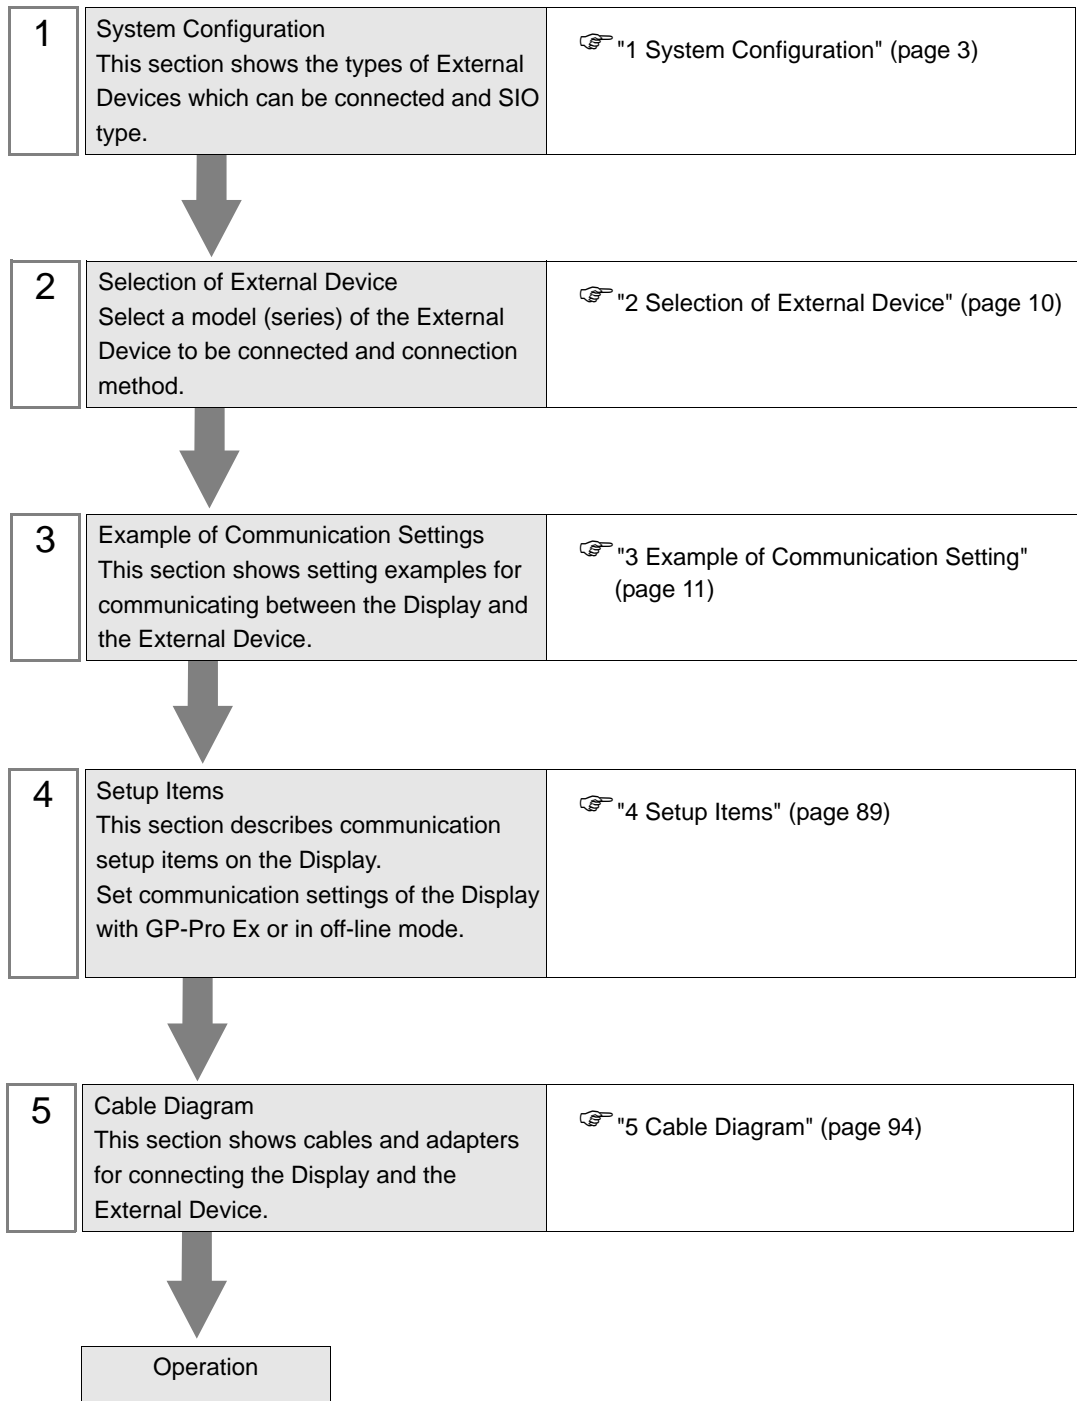 1
System Configuration
This section shows the types of External
Devices which can be connected and SIO
type.
"1 System Configuration" (page 3)
2
Selection of External Device
Select a model (series) of the External
Device to be connected and connection
method.
"2 Selection of External Device" (page 10)
3
Example of Communication Settings
This section shows setting examples for
communicating between the Display and
the External Device.
"3 Example of Communication Setting"
(page 11)
4
Setup Items
This section describes communication
setup items on the Display.
Set communication settings of the Display
with GP-Pro Ex or in off-line mode.
"4 Setup Items" (page 89)
5
Cable Diagram
This section shows cables and adapters
for connecting the Display and the
External Device.
"5 Cable Diagram" (page 94)
Operation